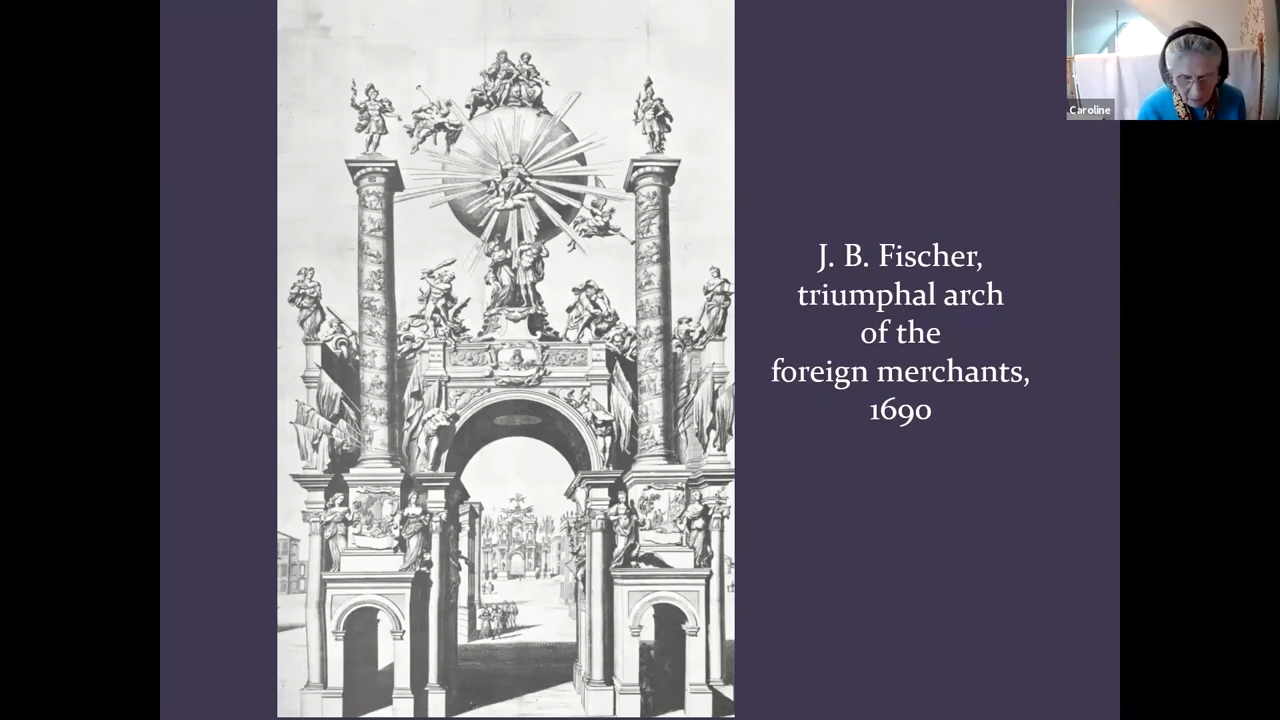 Caroline
J. B. Fischer,
triumphal arch
of the
foreign merchants,
1690